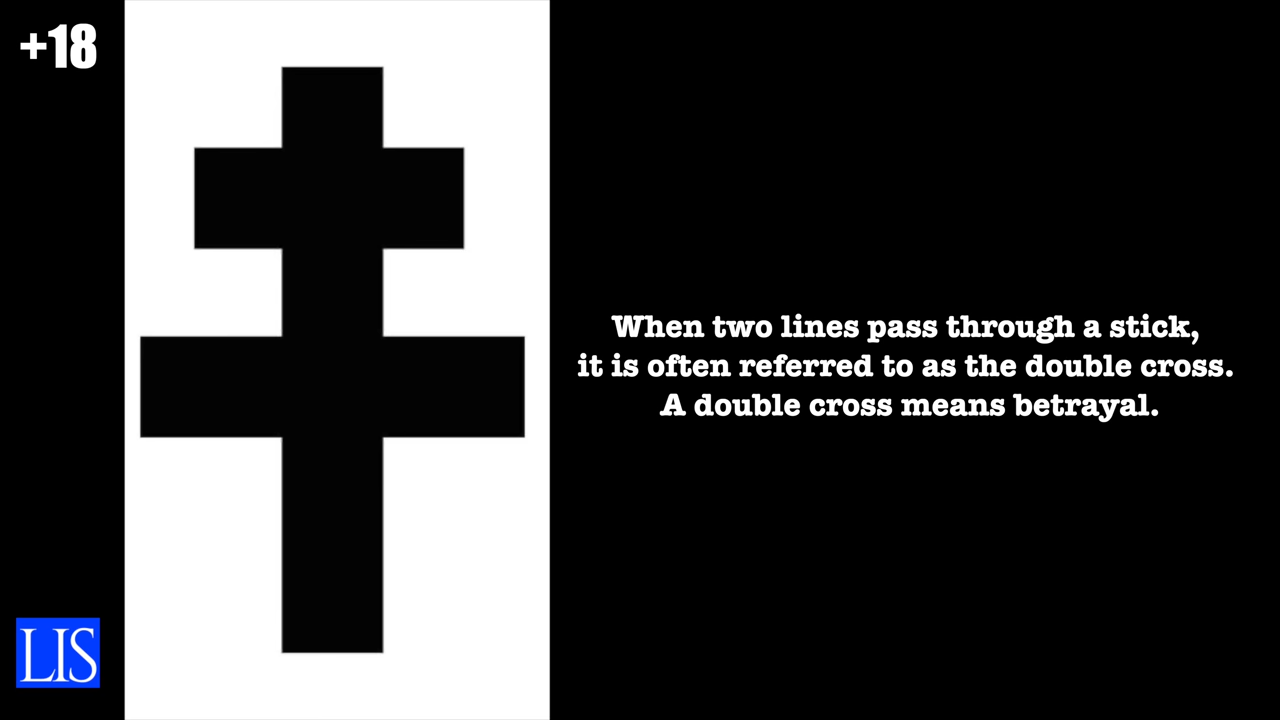 +18
When two lines pass through a stick,
it is often referred to as the double cross.
A double cross means betrayal.
LIS